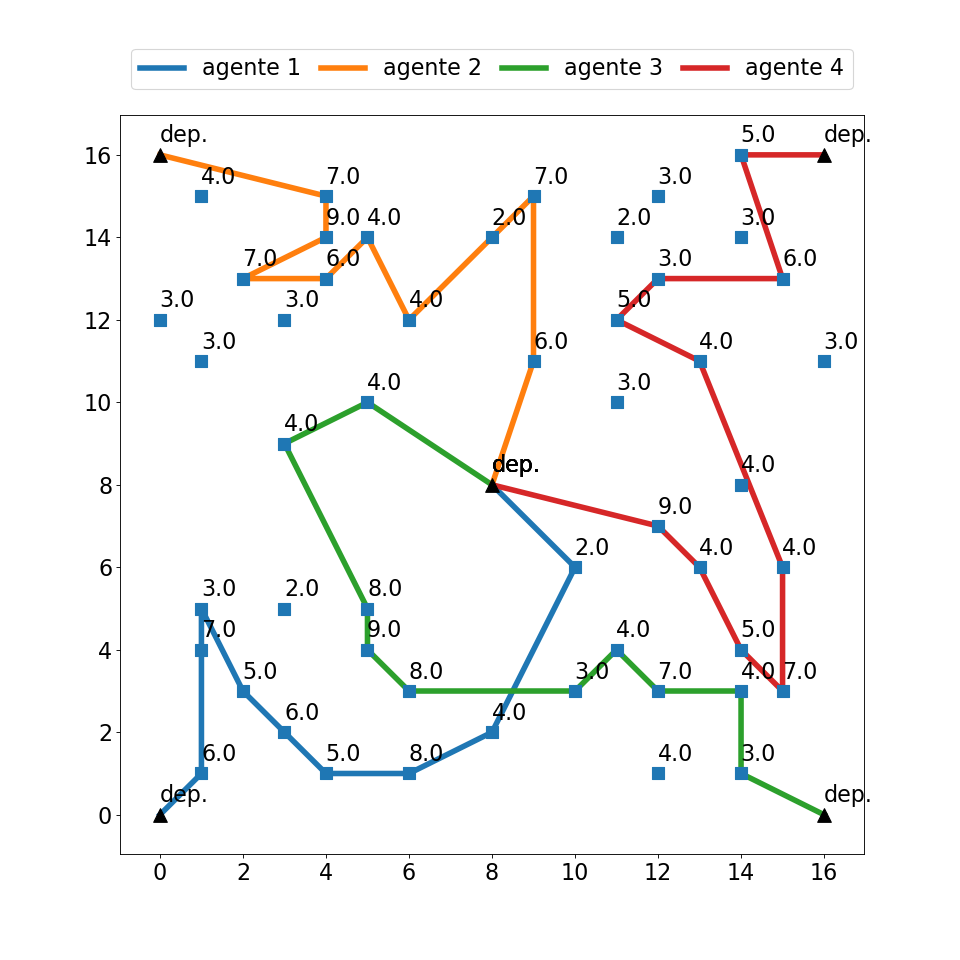 agente 1 agente 2 agente 3 agente 4
dep. 5.0 dep.
16
4.0 7.0 7.0 3.0
9.0 4.0 2.0 2.0 3.0
14
7.0 6.0 3.0 6.0
3.0 3.0 4.0 5.0
12
3.0 6.0 4.0 3.0
4.0 3.0
10
4.0
dep. 4.0
8
9.0
2.0 4.0 4.0
6
3.0 2.0 8.0
7.0 9.0 4.0 5.0
4
5.0 8.0 3.0 7.0 4.0 7.0
6.0 4.0
2
6.0 5.0 8.0 4.0 3.0
dep. dep.
0
0 2 4 6 8 10 12 14 16